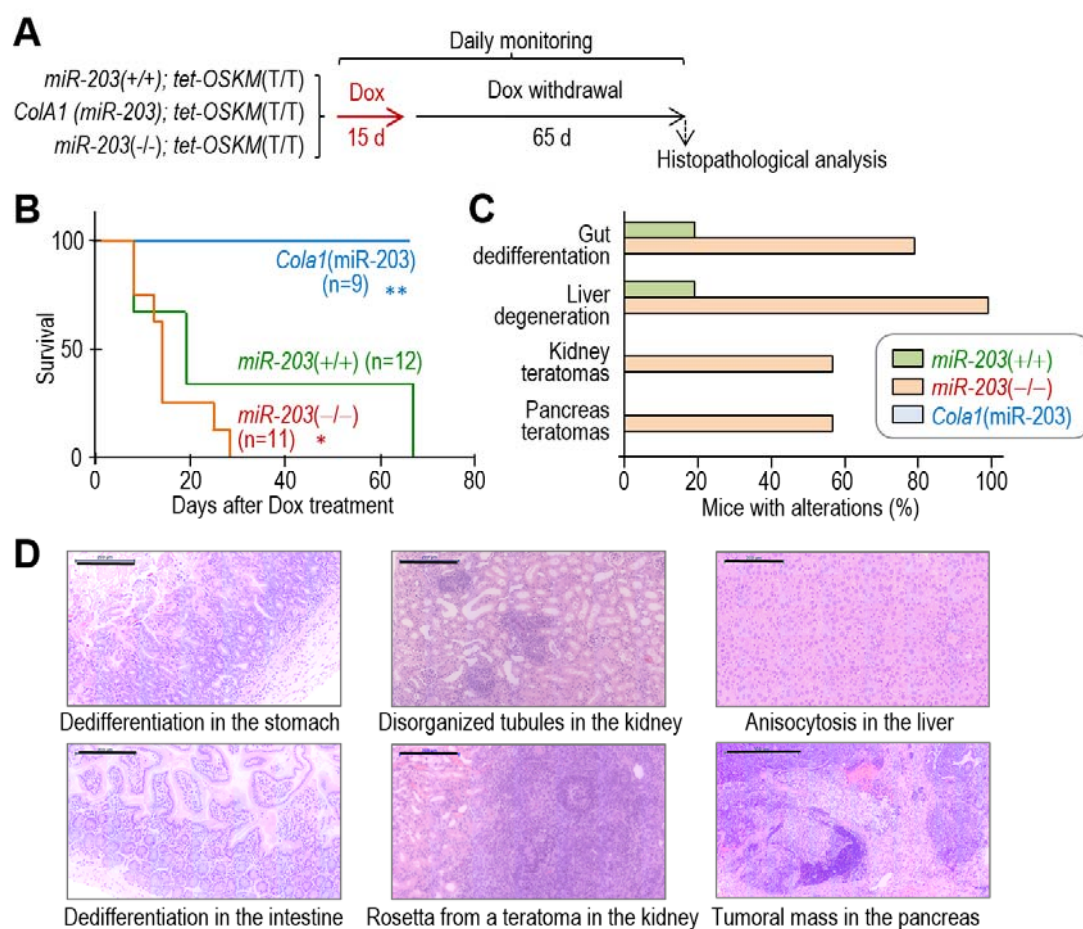 A
Daily monitoring
miR-203(+/+); tet-OSKM(T/T)
ColA1 (miR-203); tet-OSKM(T/T)
miR-203(-/-); tet-OSKM(T/T)
Dox
15 d
Dox withdrawal
65 d
Histopathological analysis
B
Survival
100
50
0
Cola1(miR-203)
(n=9) **
miR-203(+/+) (n=12)
miR-203(–/–)
(n=11) *
0 20 40 60 80
Days after Dox treatment
C
Gut
dedifferentation
Liver
degeneration
Kidney
teratomas
Pancreas
teratomas
miR-203(+/+)
miR-203(–/–)
Cola1(miR-203)
0 20 40 60 80 100
Mice with alterations (%)
D
Dedifferentiation in the stomach
Disorganized tubules in the kidney
Anisocytosis in the liver
Dedifferentiation in the intestine
Rosetta from a teratoma in the kidney
Tumoral mass in the pancreas